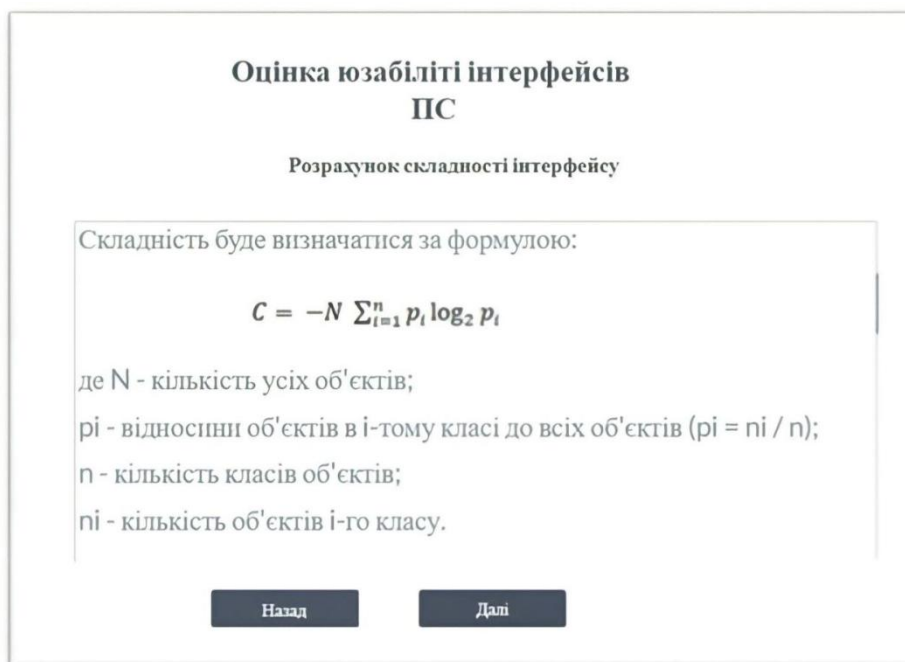 Оцінка юзабіліті інтерфейсів
ПС
Розрахунок складності інтерфейсу
Складність буде визначатися за формулою:
C = −N ∑ⁿᵢ₌₁ pᵢ log₂ pᵢ
де N - кількість усіх об'єктів;
pi - відносини об'єктів в i-тому класі до всіх об'єктів (pi = ni / n);
n - кількість класів об'єктів;
ni - кількість об'єктів i-го класу.
Назад Далі